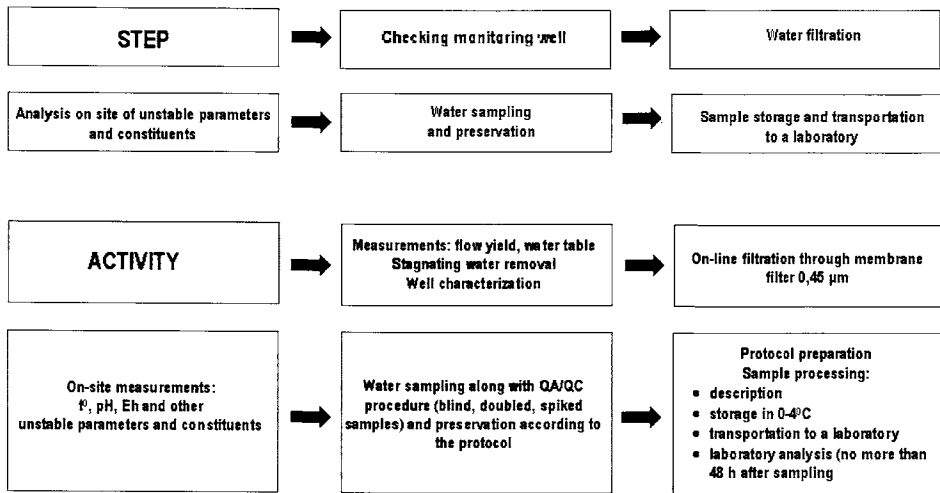 STEP
Checking monitoring well
Water filtration
Analysis on site of unstable parameters
and constituents
Water sampling
and preservation
Sample storage and transportation
to a laboratory
ACTIVITY
Measurements: flow yield, water table
Stagnating water removal
Well characterization
On-line filtration through membrane
filter 0,45 µm
On-site measurements:
t⁰, pH, Eh and other
unstable parameters and constituents
Water sampling along with QA/QC
procedure (blind, doubled, spiked
samples) and preservation according to
the protocol
Protocol preparation
Sample processing:
• description
• storage in 0-4⁰C
• transportation to a laboratory
• laboratory analysis (no more than
48 h after sampling